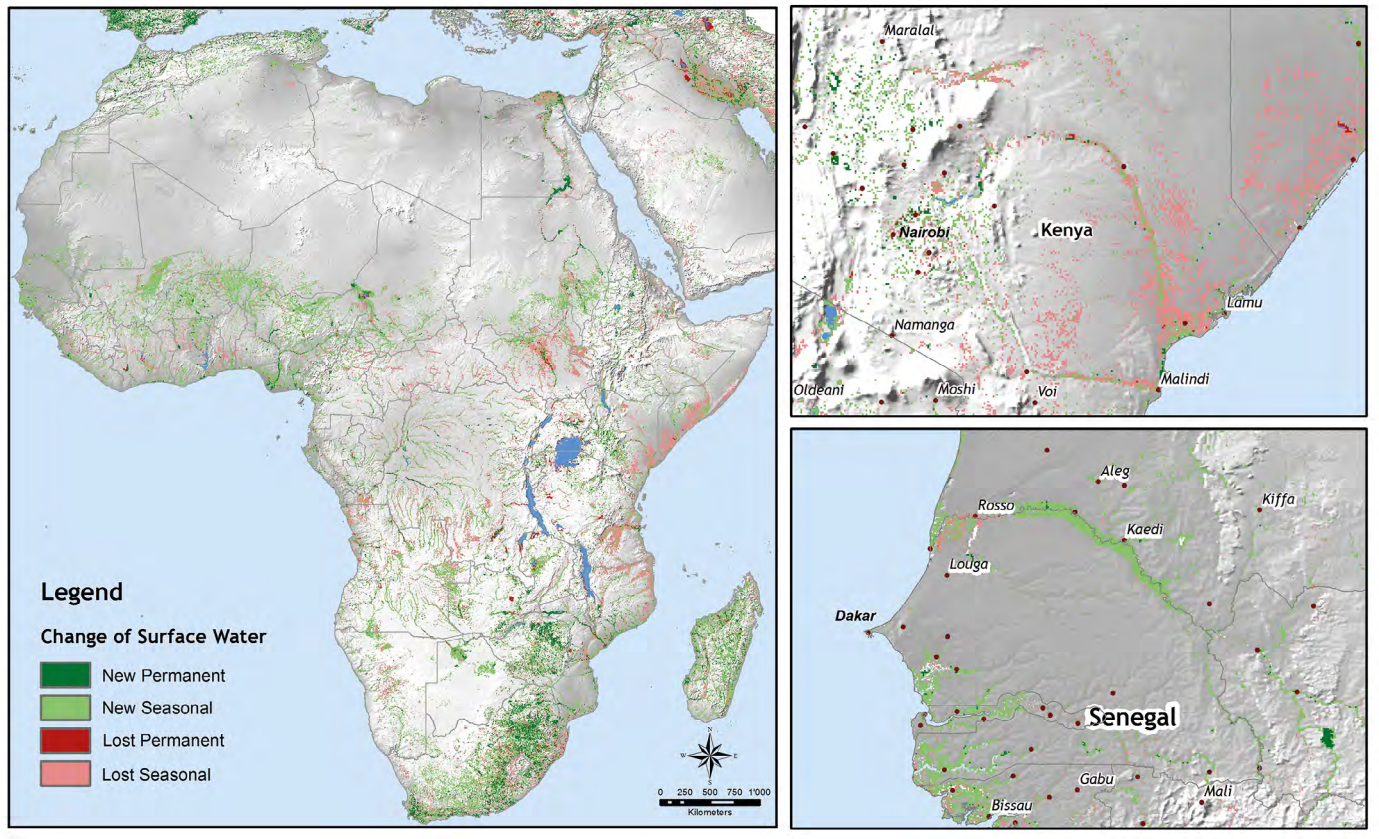 Legend
Change of Surface Water
New Permanent
New Seasonal
Lost Permanent
Lost Seasonal
N
W
E
S
0 250 500 750 1'000
Kilometers
Maralal
Nairobi
Kenya
Lamu
Namanga
Oldeani
Moshi
Voi
Malindi
Aleg
Kiffa
Rosso
Kaedi
Louga
Dakar
Senegal
Gabu
Mali
Bissau